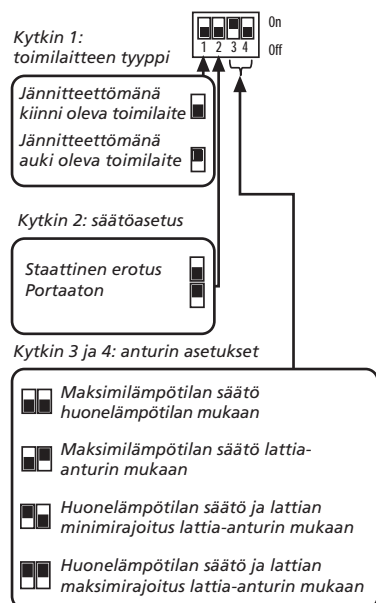 Kytkin 1:
toimilaitteen tyyppi
On
1 2 3 4
Off
Jännitteettömänä
kiinni oleva toimilaite
Jännitteettömänä
auki oleva toimilaite
Kytkin 2: säätöasetus
Staattinen erotus
Portaaton
Kytkin 3 ja 4: anturin asetukset
Maksimilämpötilan säätö
huonelämpötilan mukaan
Maksimilämpötilan säätö lattia-
anturin mukaan
Huonelämpötilan säätö ja lattian
minimirajoitus lattia-anturin mukaan
Huonelämpötilan säätö ja lattian
maksimirajoitus lattia-anturin mukaan